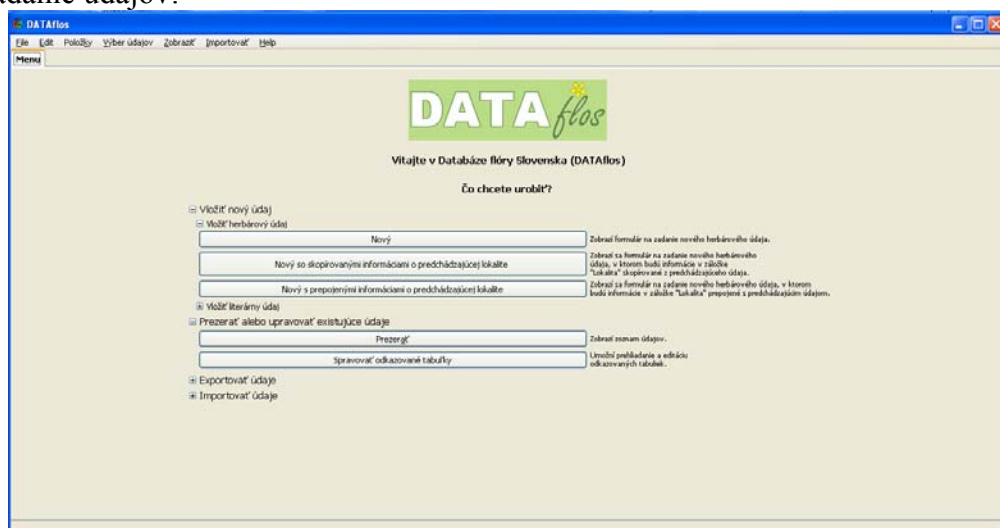 DATAflos
File Edit Položky Výber údajov Zobraziť Importovať Help
Menu
DATA flos
Vitajte v Databáze flóry Slovenska (DATAflos)
Čo chcete urobiť?
Vložiť nový údaj
Vložiť herbárový údaj
Nový
Zobrazí formulár na zadanie nového herbárového údaja.
Nový so skopírovanými informáciami o predchádzajúcej lokalite
Zobrazí sa formulár na zadanie nového herbárového
údaja, v ktorom budú informácie v záložke
"Lokalita" skopírované z predchádzajúceho údaja.
Nový s prepojenými informáciami o predchádzajúcej lokalite
Zobrazí sa formulár na zadanie nového herbárového údaja, v ktorom
budú informácie v záložke "Lokalita" prepojené s predchádzajúcim údajom.
Vložiť literárny údaj
Prezerať alebo upravovať existujúce údaje
Prezerať
Zobrazí zoznam údajov.
Spravovať odkazované tabuľky
Umožní prehliadanie a editáciu
odkazovaných tabuliek.
Exportovať údaje
Importovať údaje